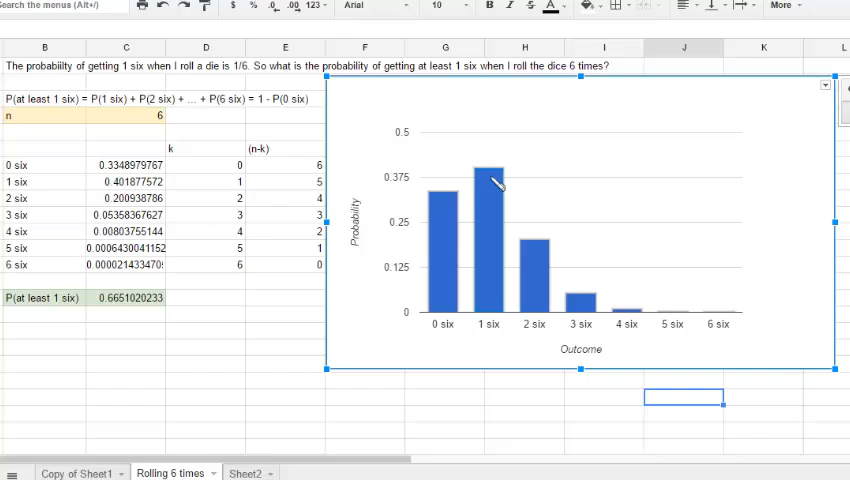 Search the menus (Alt+/)
$ % .0 .00 123 Arial 10 B I S A More
B C D E F G H I J K L
The probability of getting 1 six when I roll a die is 1/6. So what is the probability of getting at least 1 six when I roll the dice 6 times?
P(at least 1 six) = P(1 six) + P(2 six) + ... + P(6 six) = 1 - P(0 six)
n 6
k (n-k)
0 six 0.3348979767 0 6
1 six 0.401877572 1 5
2 six 0.200938786 2 4
3 six 0.05358367627 3 3
4 six 0.00803755144 4 2
5 six 0.0006430041152 5 1
6 six 0.000021433470 6 0
P(at least 1 six) 0.6651020233
0.5
0.375
0.25
0.125
0
Probability
0 six 1 six 2 six 3 six 4 six 5 six 6 six
Outcome
Copy of Sheet1 Rolling 6 times Sheet2